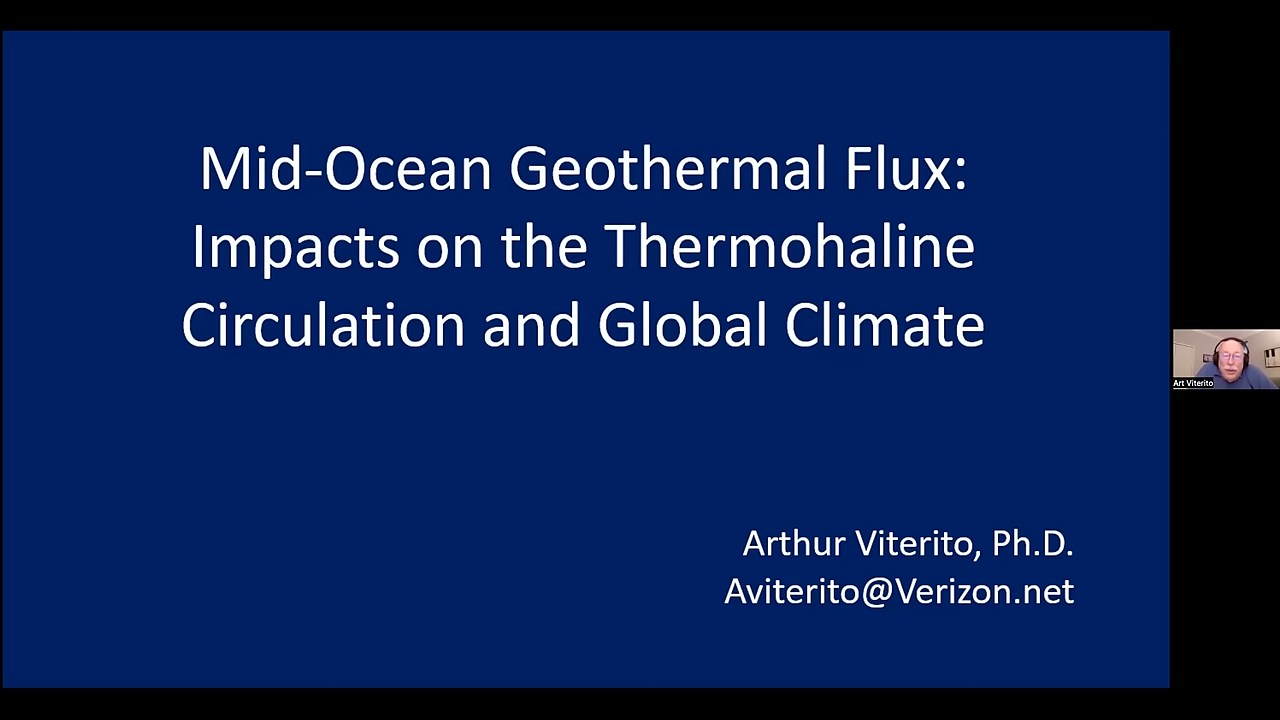 Mid-Ocean Geothermal Flux:
Impacts on the Thermohaline
Circulation and Global Climate
Arthur Viterito, Ph.D.
Aviterito@Verizon.net
Art Viterito